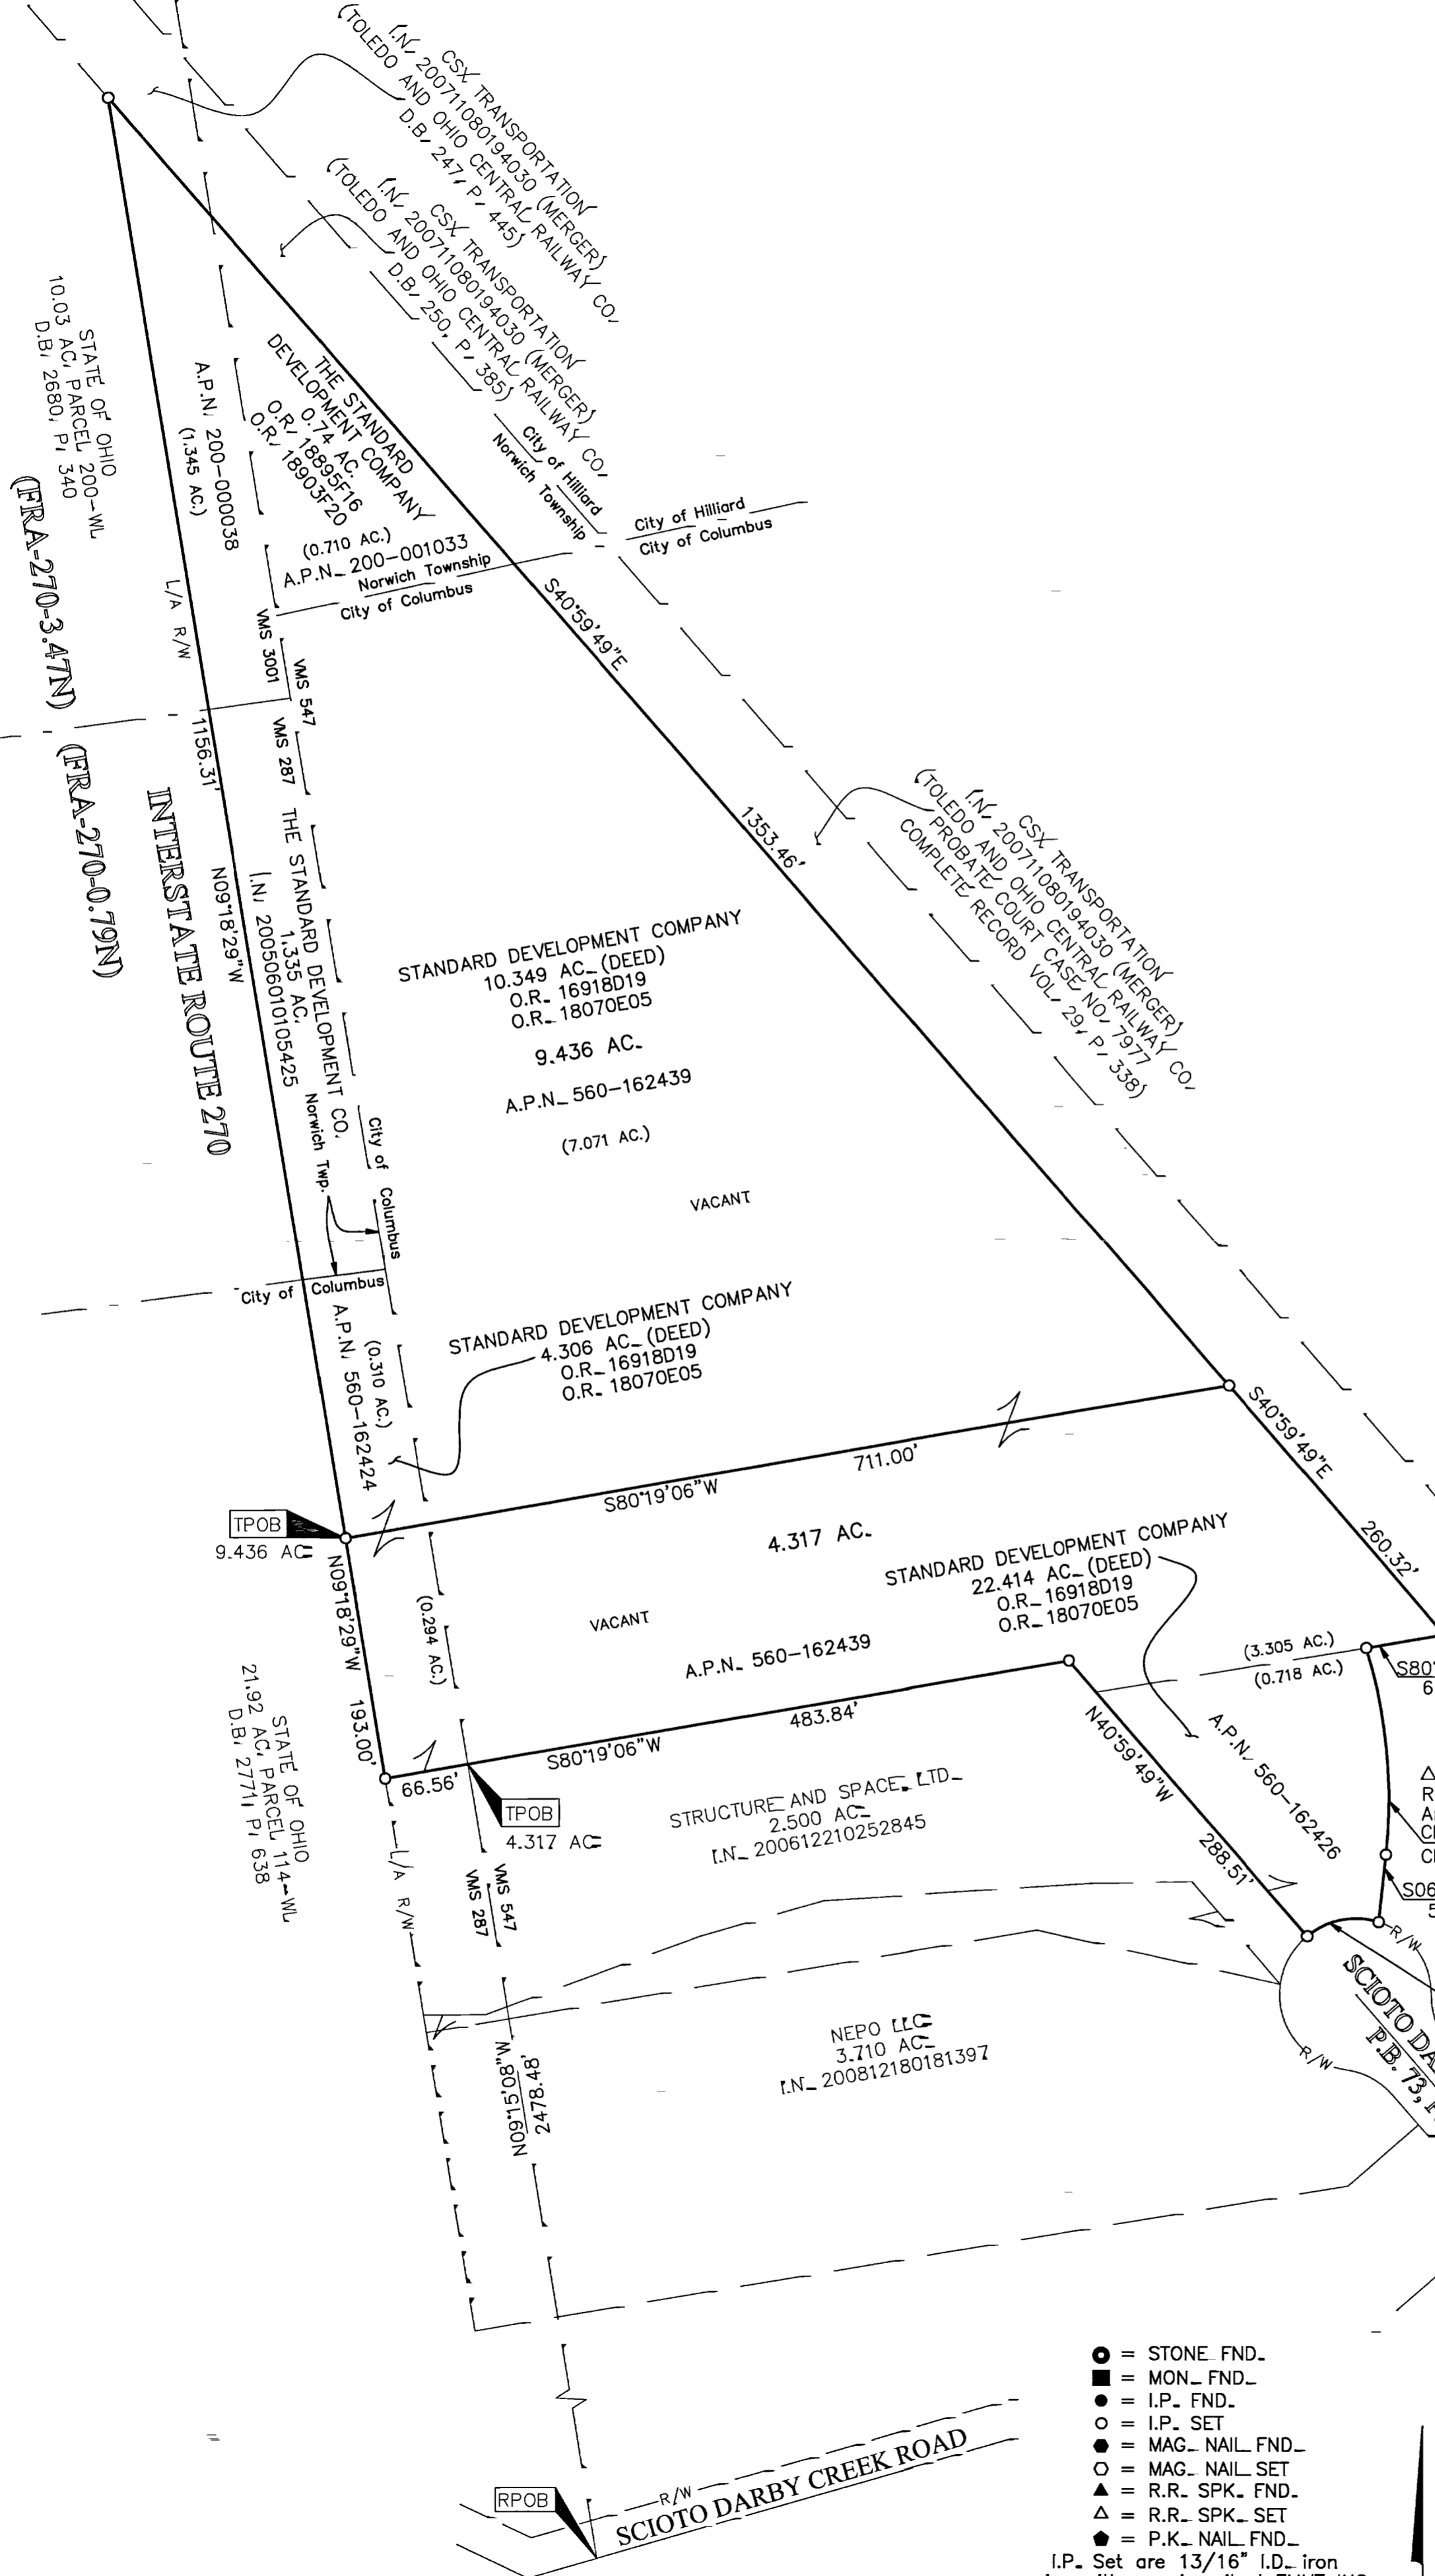 CSX TRANSPORTATION
I.N. 200711080194030 (MERGER)
(TOLEDO AND OHIO CENTRAL RAILWAY CO.
D.B. 247, P. 445)
CSX TRANSPORTATION
I.N. 200711080194030 (MERGER)
(TOLEDO AND OHIO CENTRAL RAILWAY CO.
D.B. 250, P. 385)
STATE OF OHIO
10.03 AC. PARCEL 200-WL
D.B. 2680, P. 340
(FRA-270-3.47N)
A.P.N. 200-000038
(1.345 AC.)
THE STANDARD
DEVELOPMENT COMPANY
0.74 AC.
O.R. 18895F16
O.R. 18903F20
(0.710 AC.)
A.P.N. 200-001033
Norwich Township
City of Columbus
City of Hilliard
Norwich Township
City of Hilliard
City of Columbus
L/A R/W
VMS 3001
VMS 547
VMS 287
S40°59'49"E
1353.46'
1156.31'
N09°18'29"W
(FRA-270-0.79N)
INTERSTATE ROUTE 270
THE STANDARD DEVELOPMENT CO.
1.335 AC.
I.N. 200506010105425
Norwich Twp.
City of Columbus
City of Columbus
CSX TRANSPORTATION
I.N. 200711080194030 (MERGER)
(TOLEDO AND OHIO CENTRAL RAILWAY CO.
PROBATE COURT CASE NO. 7977
COMPLETE RECORD VOL. 29, P. 338)
STANDARD DEVELOPMENT COMPANY
10.349 AC. (DEED)
O.R. 16918D19
O.R. 18070E05
9.436 AC.
A.P.N. 560-162439
(7.071 AC.)
VACANT
STANDARD DEVELOPMENT COMPANY
4.306 AC. (DEED)
O.R. 16918D19
O.R. 18070E05
(0.310 AC.)
A.P.N. 560-162424
711.00'
S80°19'06"W
S40°59'49"E
260.32'
TPOB
9.436 AC.
4.317 AC.
STANDARD DEVELOPMENT COMPANY
22.414 AC. (DEED)
O.R. 16918D19
O.R. 18070E05
N09°18'29"W
193.00'
(0.294 AC.)
VACANT
A.P.N. 560-162439
(3.305 AC.)
(0.718 AC.)
S80°
6
483.84'
S80°19'06"W
66.56'
N40°59'49"W
288.51'
A.P.N. 560-162426
Δ
R
A
C
C
S06
5
STATE OF OHIO
21.92 AC. PARCEL 114-WL
D.B. 2771, P. 638
TPOB
4.317 AC.
STRUCTURE AND SPACE, LTD.
2.500 AC.
I.N. 200612210252845
L/A R/W
VMS 547
VMS 287
R/W
SCIOTO DA
P.B. 73, P
R/W
NEPO LLC
3.710 AC.
I.N. 200812180181397
N09°15'08"W
2478.48'
● = STONE FND.
■ = MON. FND.
● = I.P. FND.
○ = I.P. SET
⬢ = MAG. NAIL FND.
⬡ = MAG. NAIL SET
▲ = R.R. SPK. FND.
△ = R.R. SPK. SET
⬟ = P.K. NAIL FND.
I.P. Set are 13/16" I.D. iron
R/W
SCIOTO DARBY CREEK ROAD
RPOB